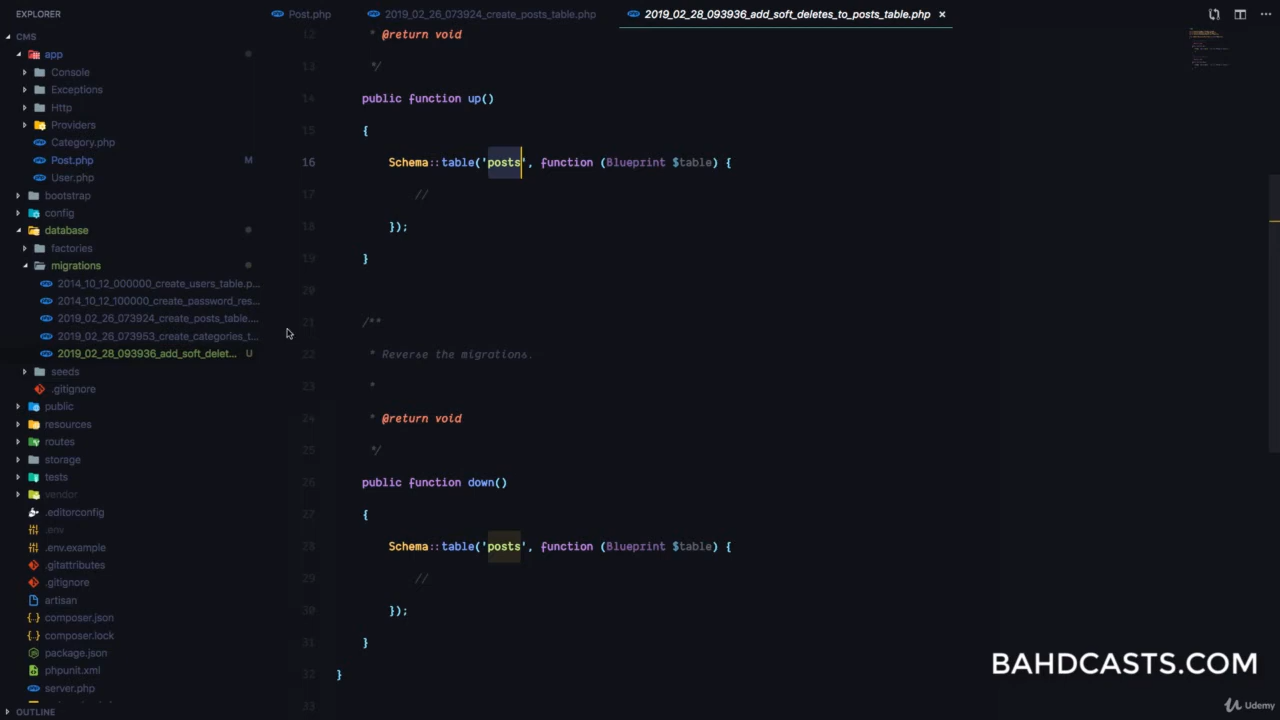 EXPLORER
Post.php
2019_02_26_073924_create_posts_table.php
2019_02_28_093936_add_soft_deletes_to_posts_table.php ×
CMS
app
Console
Exceptions
Http
Providers
Category.php
Post.php M
User.php
bootstrap
config
database
factories
migrations
2014_10_12_000000_create_users_table.p...
2014_10_12_100000_create_password_res...
2019_02_26_073924_create_posts_table....
2019_02_26_073953_create_categories_t...
2019_02_28_093936_add_soft_delet... U
seeds
.gitignore
public
resources
routes
storage
tests
vendor
.editorconfig
.env
.env.example
.gitattributes
.gitignore
artisan
composer.json
composer.lock
package.json
phpunit.xml
server.php
OUTLINE
12 * @return void
13 */
14 public function up()
15 {
16 Schema::table('posts', function (Blueprint $table) {
17 //
18 });
19 }
20
21 /**
22 * Reverse the migrations.
23 *
24 * @return void
25 */
26 public function down()
27 {
28 Schema::table('posts', function (Blueprint $table) {
29 //
30 });
31 }
32 }
33
BAHDCASTS.COM
Udemy